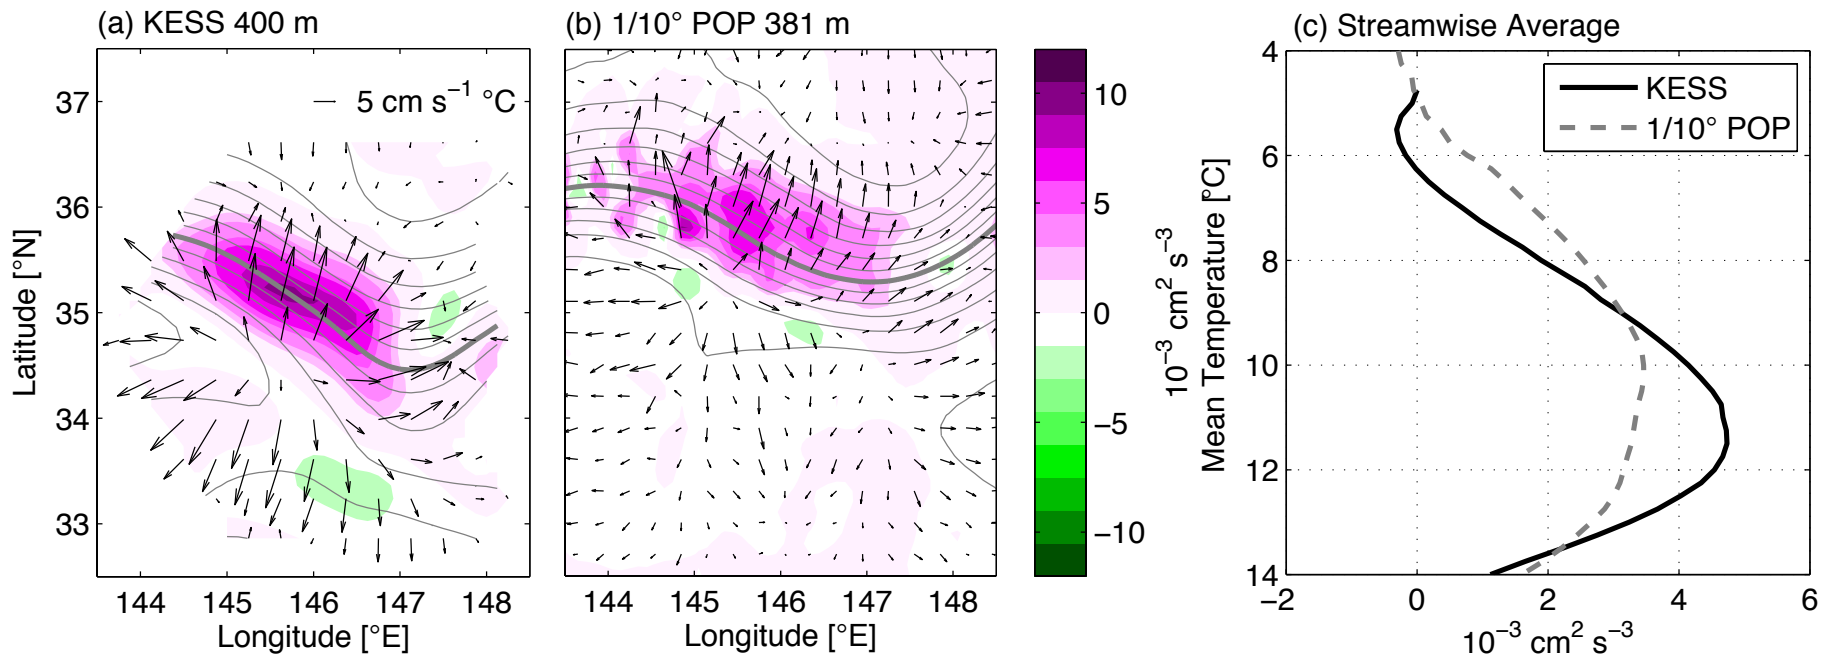 (a) KESS 400 m
(b) 1/10° POP 381 m
(c) Streamwise Average
5 cm s⁻¹ °C
37
36
35
34
33
Latitude [°N]
144 145 146 147 148
Longitude [°E]
144 145 146 147 148
Longitude [°E]
10
5
0
−5
−10
10⁻³ cm² s⁻³
KESS
1/10° POP
4
6
8
10
12
14
Mean Temperature [°C]
−2 0 2 4 6
10⁻³ cm² s⁻³